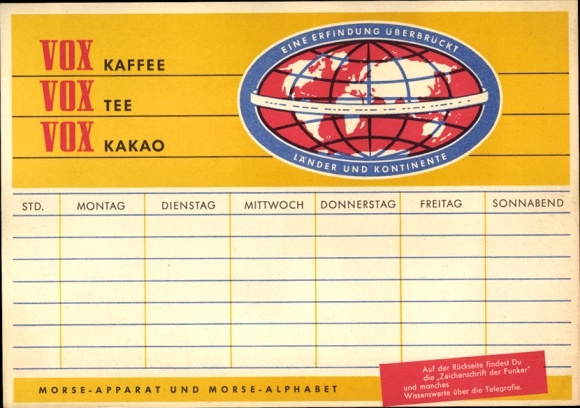 VOX KAFFEE
VOX TEE
VOX KAKAO
EINE ERFINDUNG ÜBERBRÜCKT
LÄNDER UND KONTINENTE
STD. MONTAG DIENSTAG MITTWOCH DONNERSTAG FREITAG SONNABEND
MORSE-APPARAT UND MORSE-ALPHABET
Auf der Rückseite findest Du
die „Zeichenschrift der Funker"
und manches
Wissenswerte über die Telegrafie.